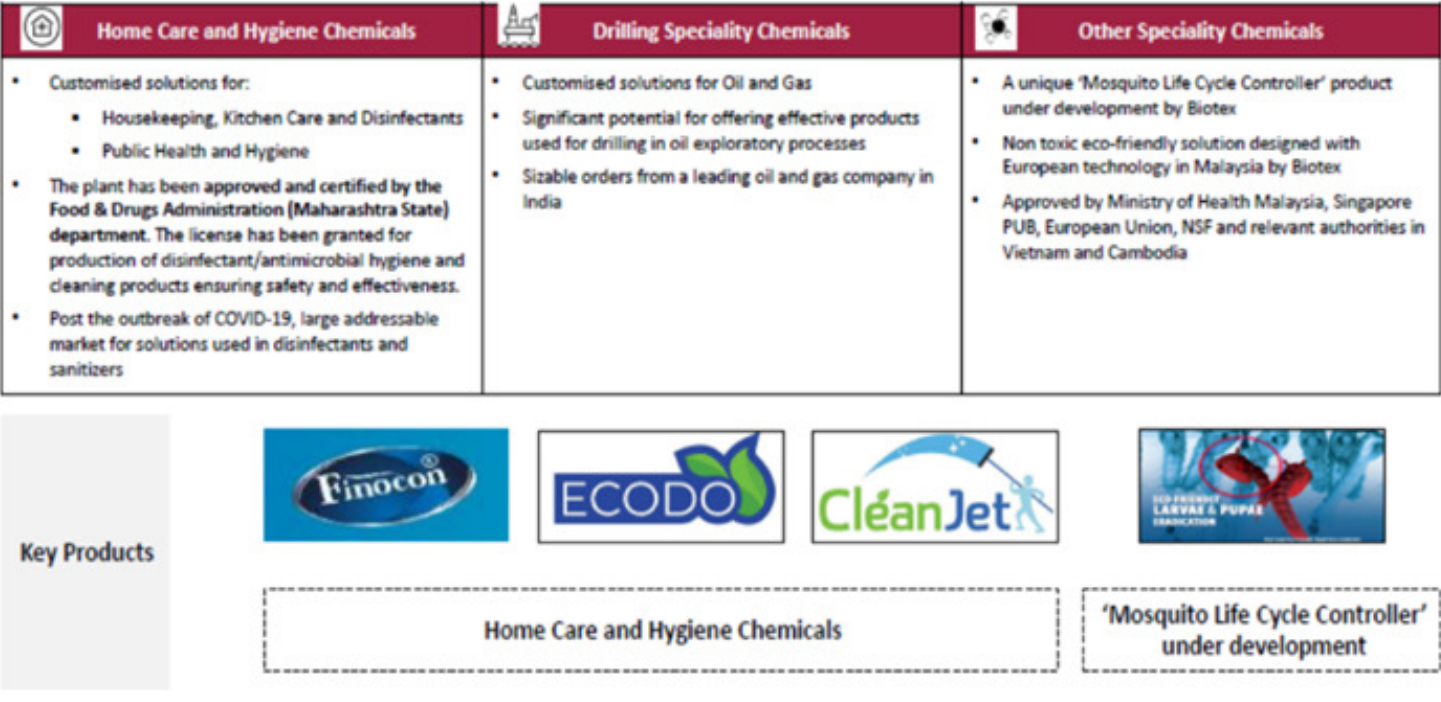 Home Care and Hygiene Chemicals
• Customised solutions for:
▪ Housekeeping, Kitchen Care and Disinfectants
▪ Public Health and Hygiene
• The plant has been approved and certified by the
Food & Drugs Administration (Maharashtra State)
department. The license has been granted for
production of disinfectant/antimicrobial hygiene and
cleaning products ensuring safety and effectiveness.
• Post the outbreak of COVID-19, large addressable
market for solutions used in disinfectants and
sanitizers
Drilling Speciality Chemicals
• Customised solutions for Oil and Gas
• Significant potential for offering effective products
used for drilling in oil exploratory processes
• Sizable orders from a leading oil and gas company in
India
Other Speciality Chemicals
• A unique ‘Mosquito Life Cycle Controller’ product
under development by Biotex
• Non toxic eco-friendly solution designed with
European technology in Malaysia by Biotex
• Approved by Ministry of Health Malaysia, Singapore
PUB, European Union, NSF and relevant authorities in
Vietnam and Cambodia
Key Products
Finocon®
ECODO
CléanJet
ECO-FRIENDLY
LARVAE & PUPAE
ERADICATION
Home Care and Hygiene Chemicals
‘Mosquito Life Cycle Controller’
under development